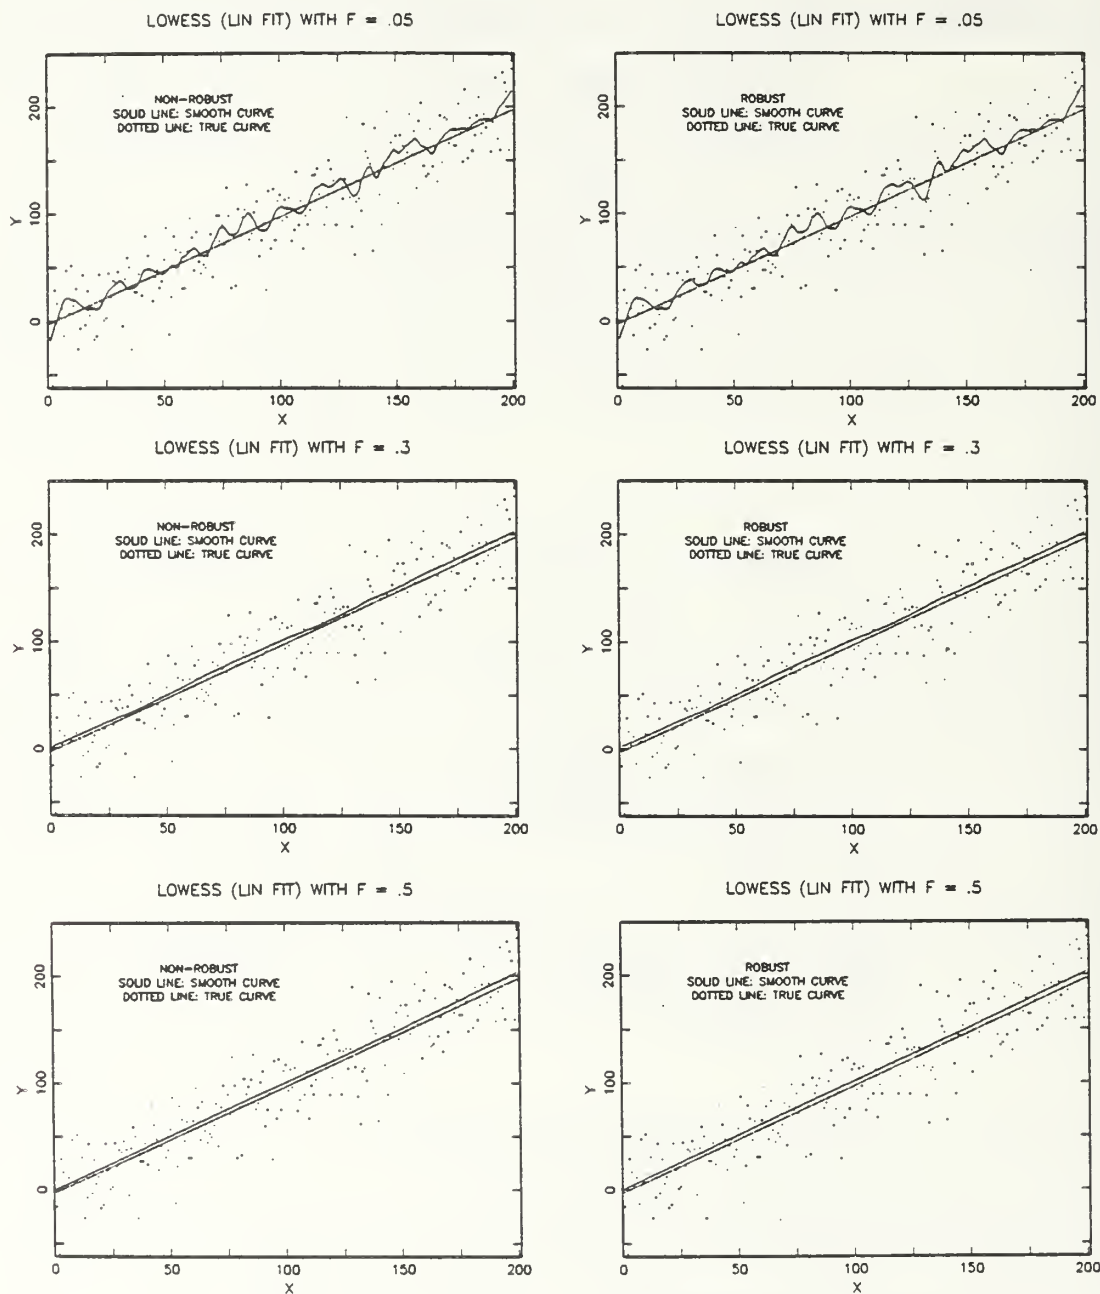 LOWESS (LIN FIT) WITH F = .05
NON-ROBUST
SOLID LINE: SMOOTH CURVE
DOTTED LINE: TRUE CURVE
Y
0 100 200
0 50 100 150 200
X
LOWESS (LIN FIT) WITH F = .05
ROBUST
SOLID LINE: SMOOTH CURVE
DOTTED LINE: TRUE CURVE
Y
0 100 200
0 50 100 150 200
X
LOWESS (LIN FIT) WITH F = .3
NON-ROBUST
SOLID LINE: SMOOTH CURVE
DOTTED LINE: TRUE CURVE
Y
0 100 200
0 50 100 150 200
X
LOWESS (LIN FIT) WITH F = .3
ROBUST
SOLID LINE: SMOOTH CURVE
DOTTED LINE: TRUE CURVE
Y
0 100 200
0 50 100 150 200
X
LOWESS (LIN FIT) WITH F = .5
NON-ROBUST
SOLID LINE: SMOOTH CURVE
DOTTED LINE: TRUE CURVE
Y
0 100 200
0 50 100 150 200
X
LOWESS (LIN FIT) WITH F = .5
ROBUST
SOLID LINE: SMOOTH CURVE
DOTTED LINE: TRUE CURVE
Y
0 100 200
0 50 100 150 200
X